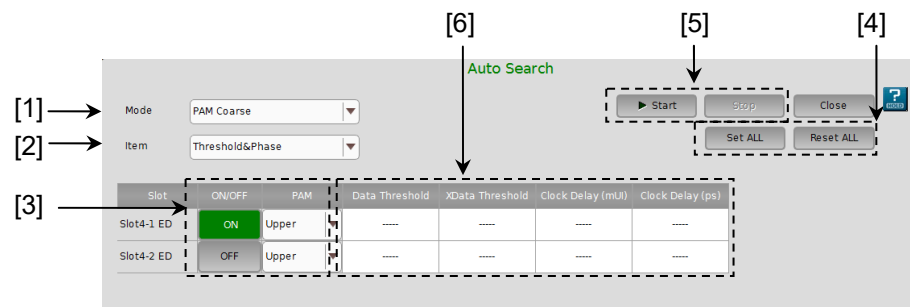 [6] [5] [4]
Auto Search
[1] Mode PAM Coarse Start Stop Close ? HOLD
[2] Item Threshold&Phase Set ALL Reset ALL
Slot ON/OFF PAM Data Threshold XData Threshold Clock Delay (mUI) Clock Delay (ps)
[3] Slot4-1 ED ON Upper ----- ----- ----- -----
Slot4-2 ED OFF Upper ----- ----- ----- -----